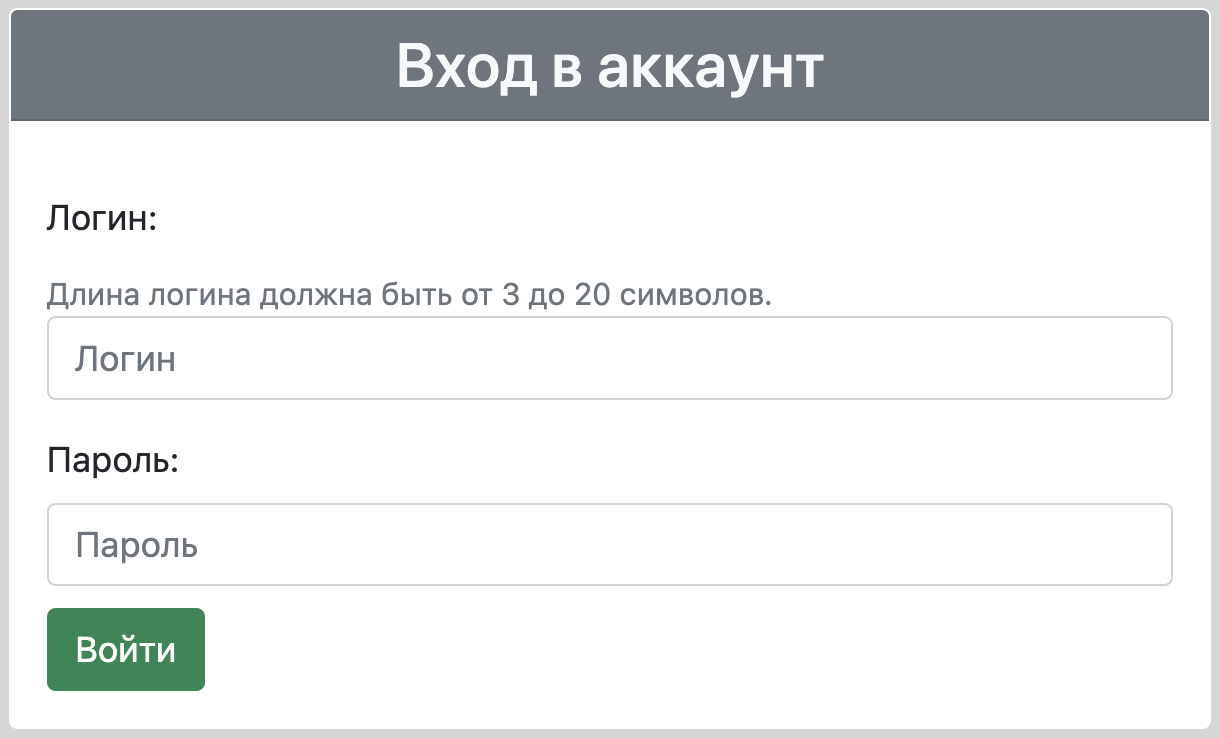 Вход в аккаунт
Логин:
Длина логина должна быть от 3 до 20 символов.
Логин
Пароль:
Пароль
Войти